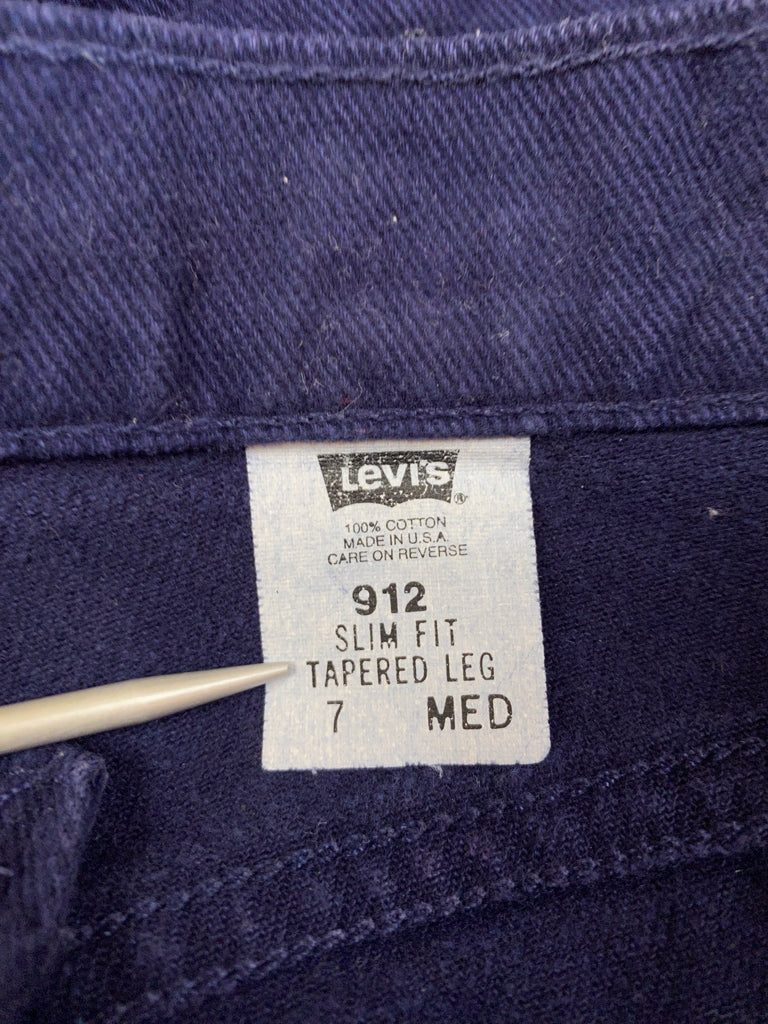 Levi's ®
100% COTTON
MADE IN U.S.A.
CARE ON REVERSE
912
SLIM FIT
TAPERED LEG
7 MED